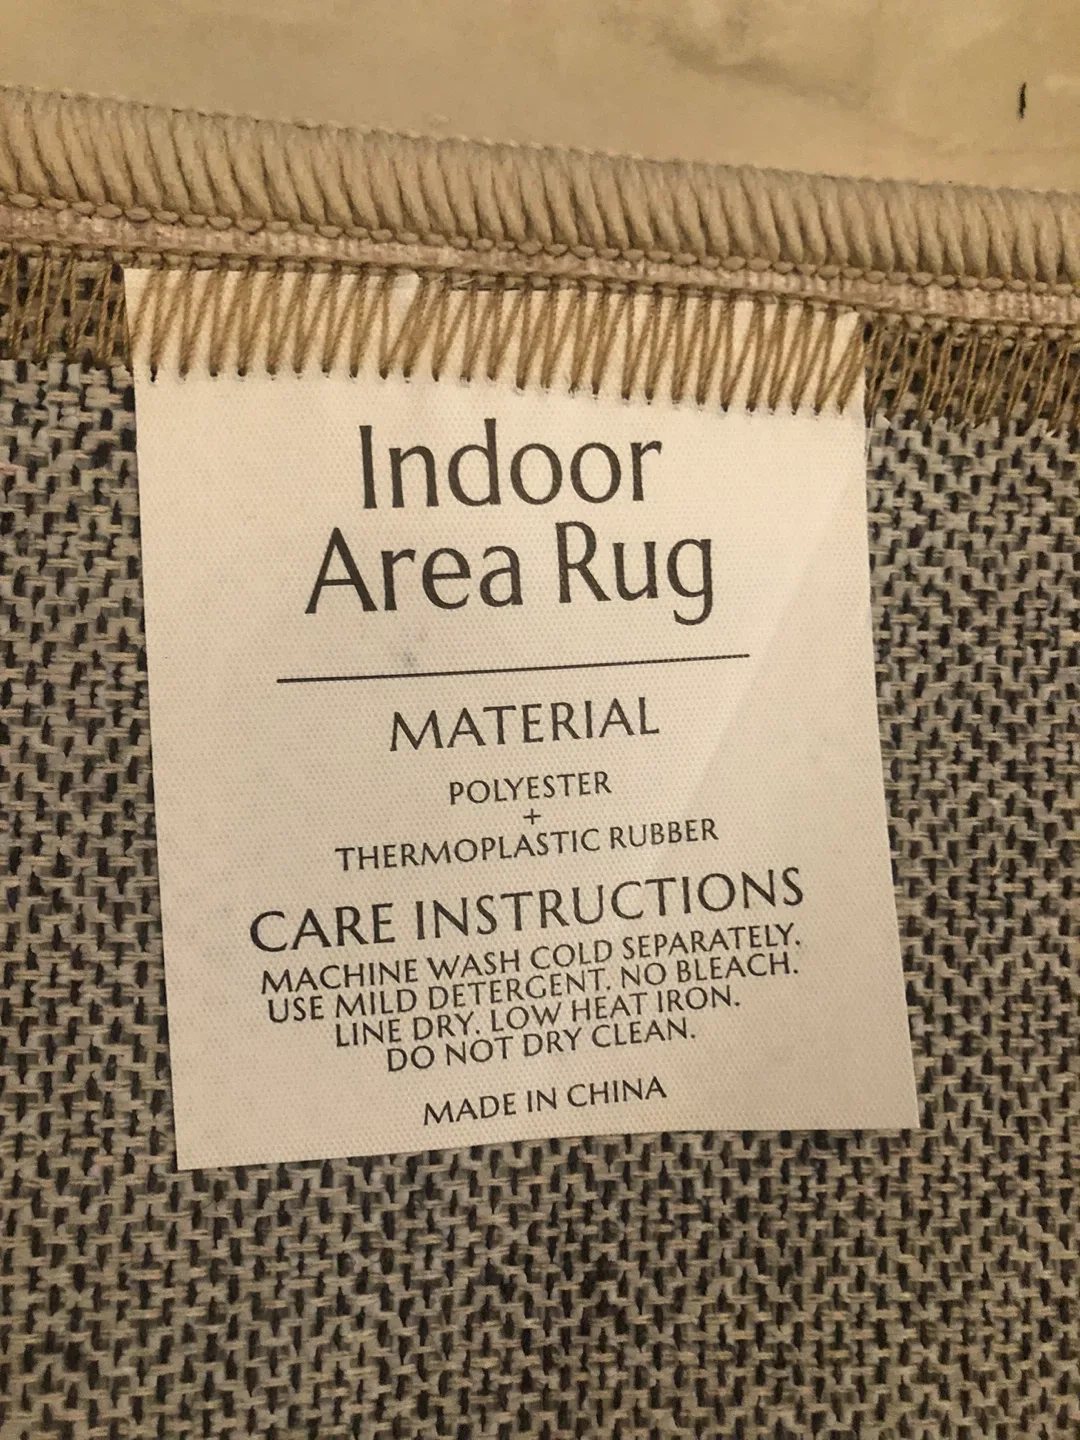 Indoor
Area Rug
MATERIAL
POLYESTER
+
THERMOPLASTIC RUBBER
CARE INSTRUCTIONS
MACHINE WASH COLD SEPARATELY.
USE MILD DETERGENT. NO BLEACH.
LINE DRY. LOW HEAT IRON.
DO NOT DRY CLEAN.
MADE IN CHINA